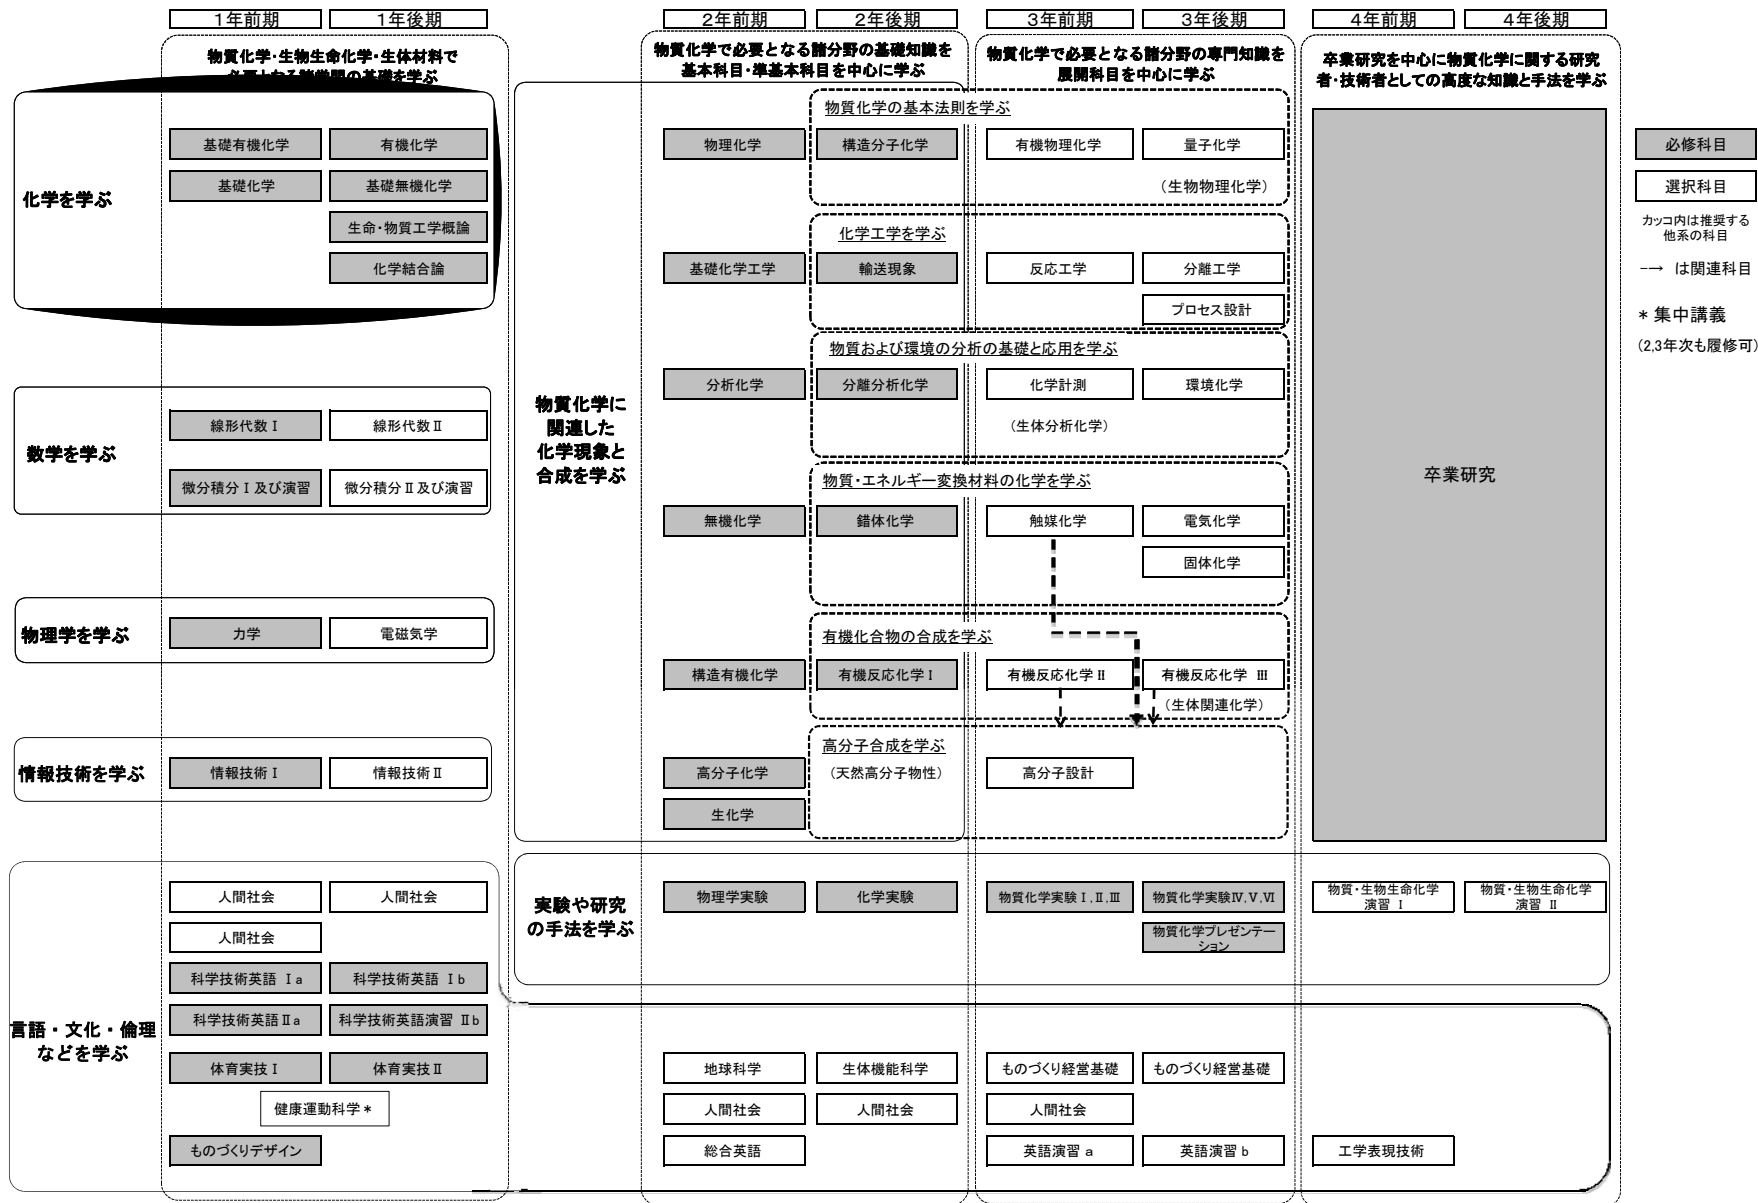 1年前期
1年後期
2年前期
2年後期
3年前期
3年後期
4年前期
4年後期
物質化学・生物生命化学・生体材料で
必要となる諸学問の基礎を学ぶ
物質化学で必要となる諸分野の基礎知識を
基本科目・準基本科目を中心に学ぶ
物質化学で必要となる諸分野の専門知識を
展開科目を中心に学ぶ
卒業研究を中心に物質化学に関する研究
者・技術者としての高度な知識と手法を学ぶ
化学を学ぶ
基礎有機化学
有機化学
基礎化学
基礎無機化学
生命・物質工学概論
化学結合論
数学を学ぶ
線形代数Ⅰ
線形代数Ⅱ
微分積分Ⅰ及び演習
微分積分Ⅱ及び演習
物理学を学ぶ
力学
電磁気学
情報技術を学ぶ
情報技術Ⅰ
情報技術Ⅱ
言語・文化・倫理
などを学ぶ
人間社会
人間社会
人間社会
科学技術英語 Ⅰa
科学技術英語 Ⅰb
科学技術英語Ⅱa
科学技術英語演習 Ⅱb
体育実技Ⅰ
体育実技Ⅱ
健康運動科学*
ものづくりデザイン
物質化学に
関連した
化学現象と
合成を学ぶ
物質化学の基本法則を学ぶ
物理化学
構造分子化学
有機物理化学
量子化学
(生物物理化学)
化学工学を学ぶ
基礎化学工学
輸送現象
反応工学
分離工学
プロセス設計
物質および環境の分析の基礎と応用を学ぶ
分析化学
分離分析化学
化学計測
環境化学
(生体分析化学)
物質・エネルギー変換材料の化学を学ぶ
無機化学
錯体化学
触媒化学
電気化学
固体化学
有機化合物の合成を学ぶ
構造有機化学
有機反応化学Ⅰ
有機反応化学Ⅱ
有機反応化学 Ⅲ
(生体関連化学)
高分子合成を学ぶ
高分子化学
(天然高分子物性)
高分子設計
生化学
実験や研究
の手法を学ぶ
物理学実験
化学実験
物質化学実験Ⅰ,Ⅱ,Ⅲ
物質化学実験Ⅳ,Ⅴ,Ⅵ
物質・生物生命化学
演習 Ⅰ
物質・生物生命化学
演習 Ⅱ
物質化学プレゼンテー
ション
地球科学
生体機能科学
ものづくり経営基礎
ものづくり経営基礎
人間社会
人間社会
人間社会
総合英語
英語演習 a
英語演習 b
工学表現技術
卒業研究
必修科目
選択科目
カッコ内は推奨する
他系の科目
--→ は関連科目
* 集中講義
(2,3年次も履修可)